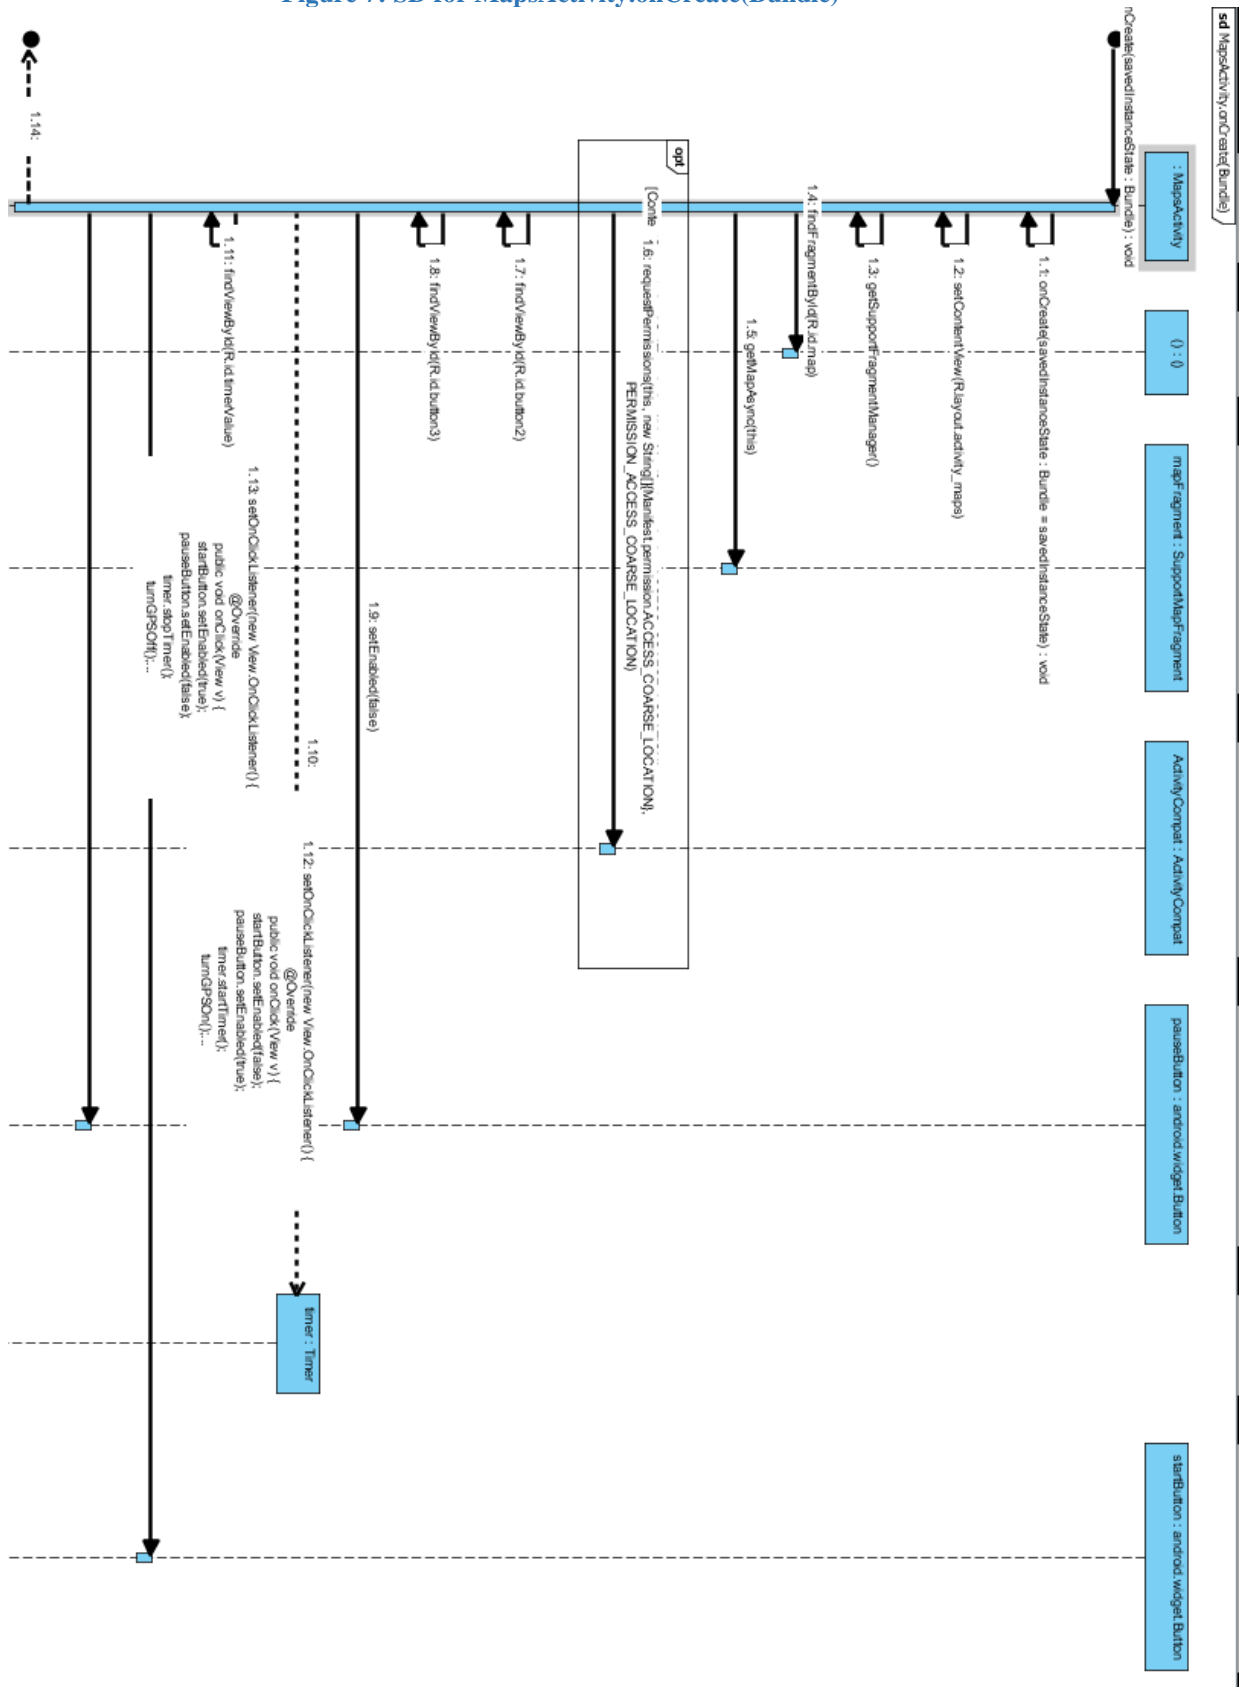 Figure 7: SD for MapsActivity.onCreate(Bundle)
sd MapsActivity.onCreate(Bundle)
nCreate(savedInstanceState : Bundle) : void
: MapsActivity
() : ()
mapFragment : SupportMapFragment
ActivityCompat : ActivityCompat
pauseButton : android.widget.Button
startButton : android.widget.Button
1.1: onCreate(savedInstanceState : Bundle = savedInstanceState) : void
1.2: setContentView(R.layout.activity_maps)
1.3: getSupportFragmentManager()
1.4: findFragmentById(R.id.map)
1.5: getMapAsync(this)
opt
[Conte
1.6: requestPermissions(this, new String[]{Manifest.permission.ACCESS_COARSE_LOCATION},
PERMISSION_ACCESS_COARSE_LOCATION)
1.7: findViewById(R.id.button2)
1.8: findViewById(R.id.button3)
1.9: setEnabled(false)
1.10:
timer : Timer
1.11: findViewById(R.id.timerValue)
1.12: setOnClickListener(new View.OnClickListener() {
@Override
public void onClick(View v) {
startButton.setEnabled(false);
pauseButton.setEnabled(true);
timer.startTimer();
turnGPSOn();...
1.13: setOnClickListener(new View.OnClickListener() {
@Override
public void onClick(View v) {
startButton.setEnabled(true);
pauseButton.setEnabled(false);
timer.stopTimer();
turnGPSOff();...
1.14: